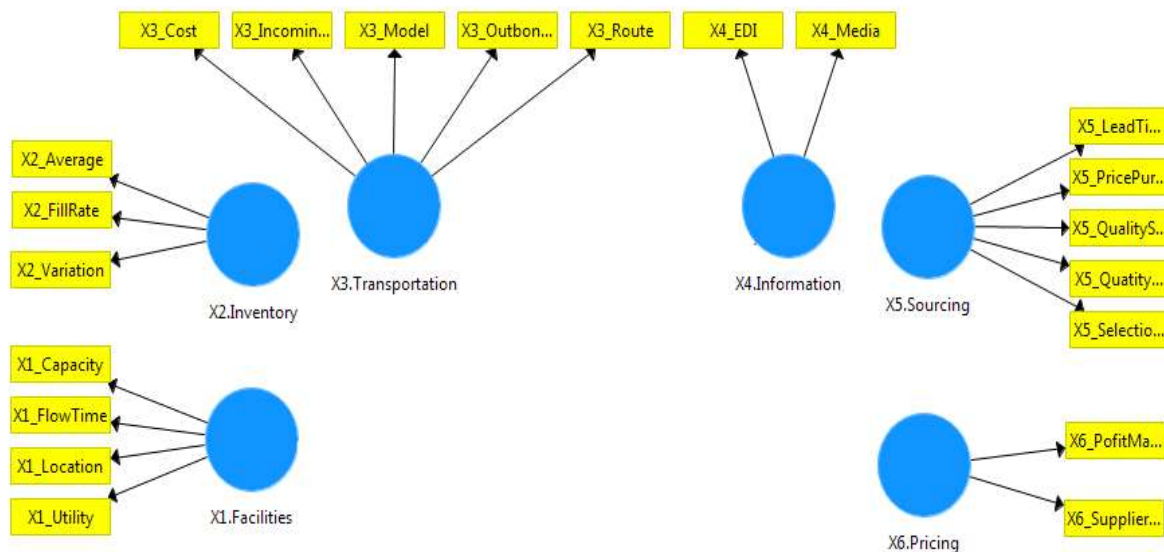 X3_Cost
X3_Incomin...
X3_Model
X3_Outbon...
X3_Route
X4_EDI
X4_Media
X2_Average
X2_FillRate
X2_Variation
X2.Inventory
X3.Transportation
X4.Information
X5.Sourcing
X5_LeadTi...
X5_PricePur...
X5_QualityS...
X5_Quatity...
X5_Selectio...
X1_Capacity
X1_FlowTime
X1_Location
X1_Utility
X1.Facilities
X6_PofitMa...
X6_Supplier...
X6.Pricing